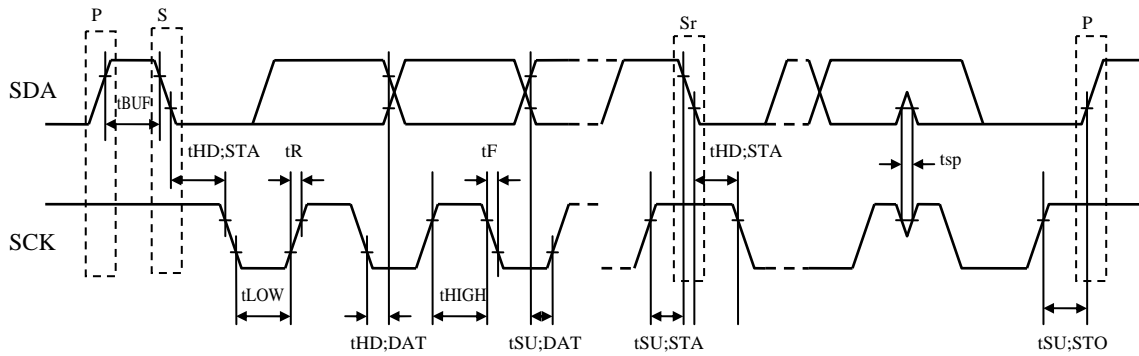 P S Sr P
SDA
tBUF
tHD;STA tR tF tHD;STA tsp
SCK
tLOW tHIGH
tHD;DAT tSU;DAT tSU;STA tSU;STO